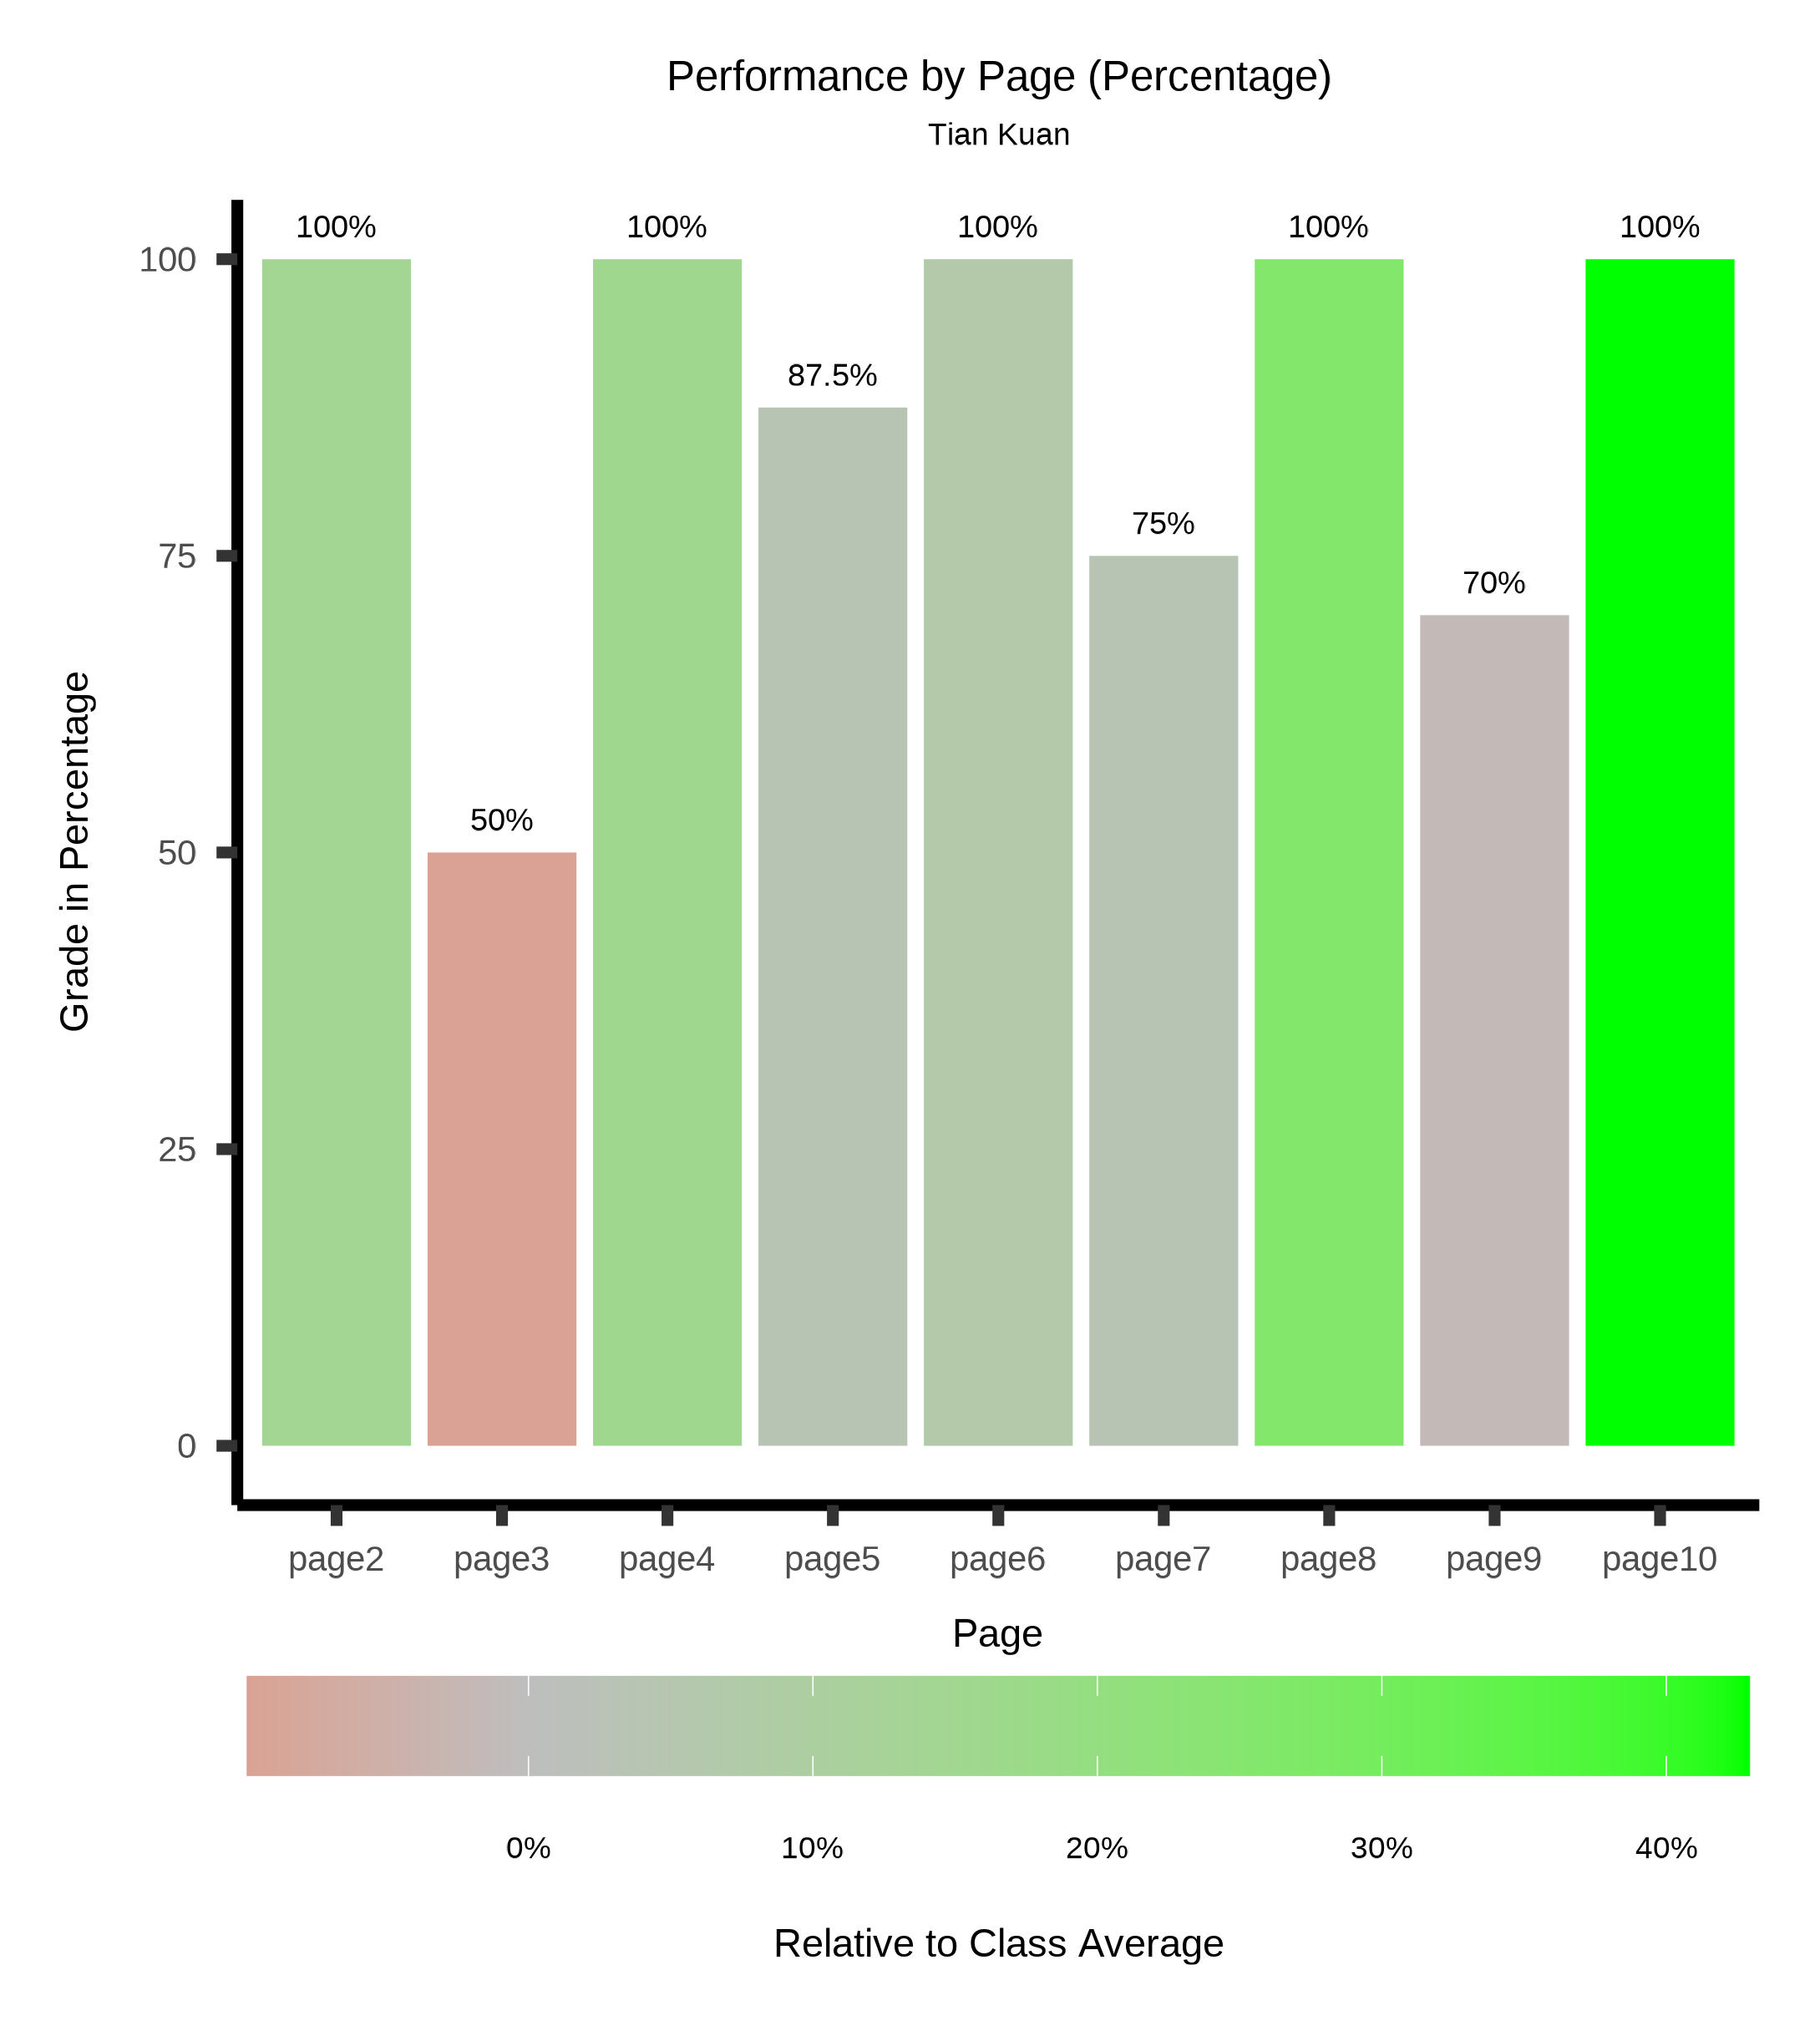 Performance by Page (Percentage)
Tian Kuan
100% 100% 100% 100% 100%
87.5%
75%
70%
50%
100
75
50
25
0
Grade in Percentage
page2 page3 page4 page5 page6 page7 page8 page9 page10
Page
0% 10% 20% 30% 40%
Relative to Class Average